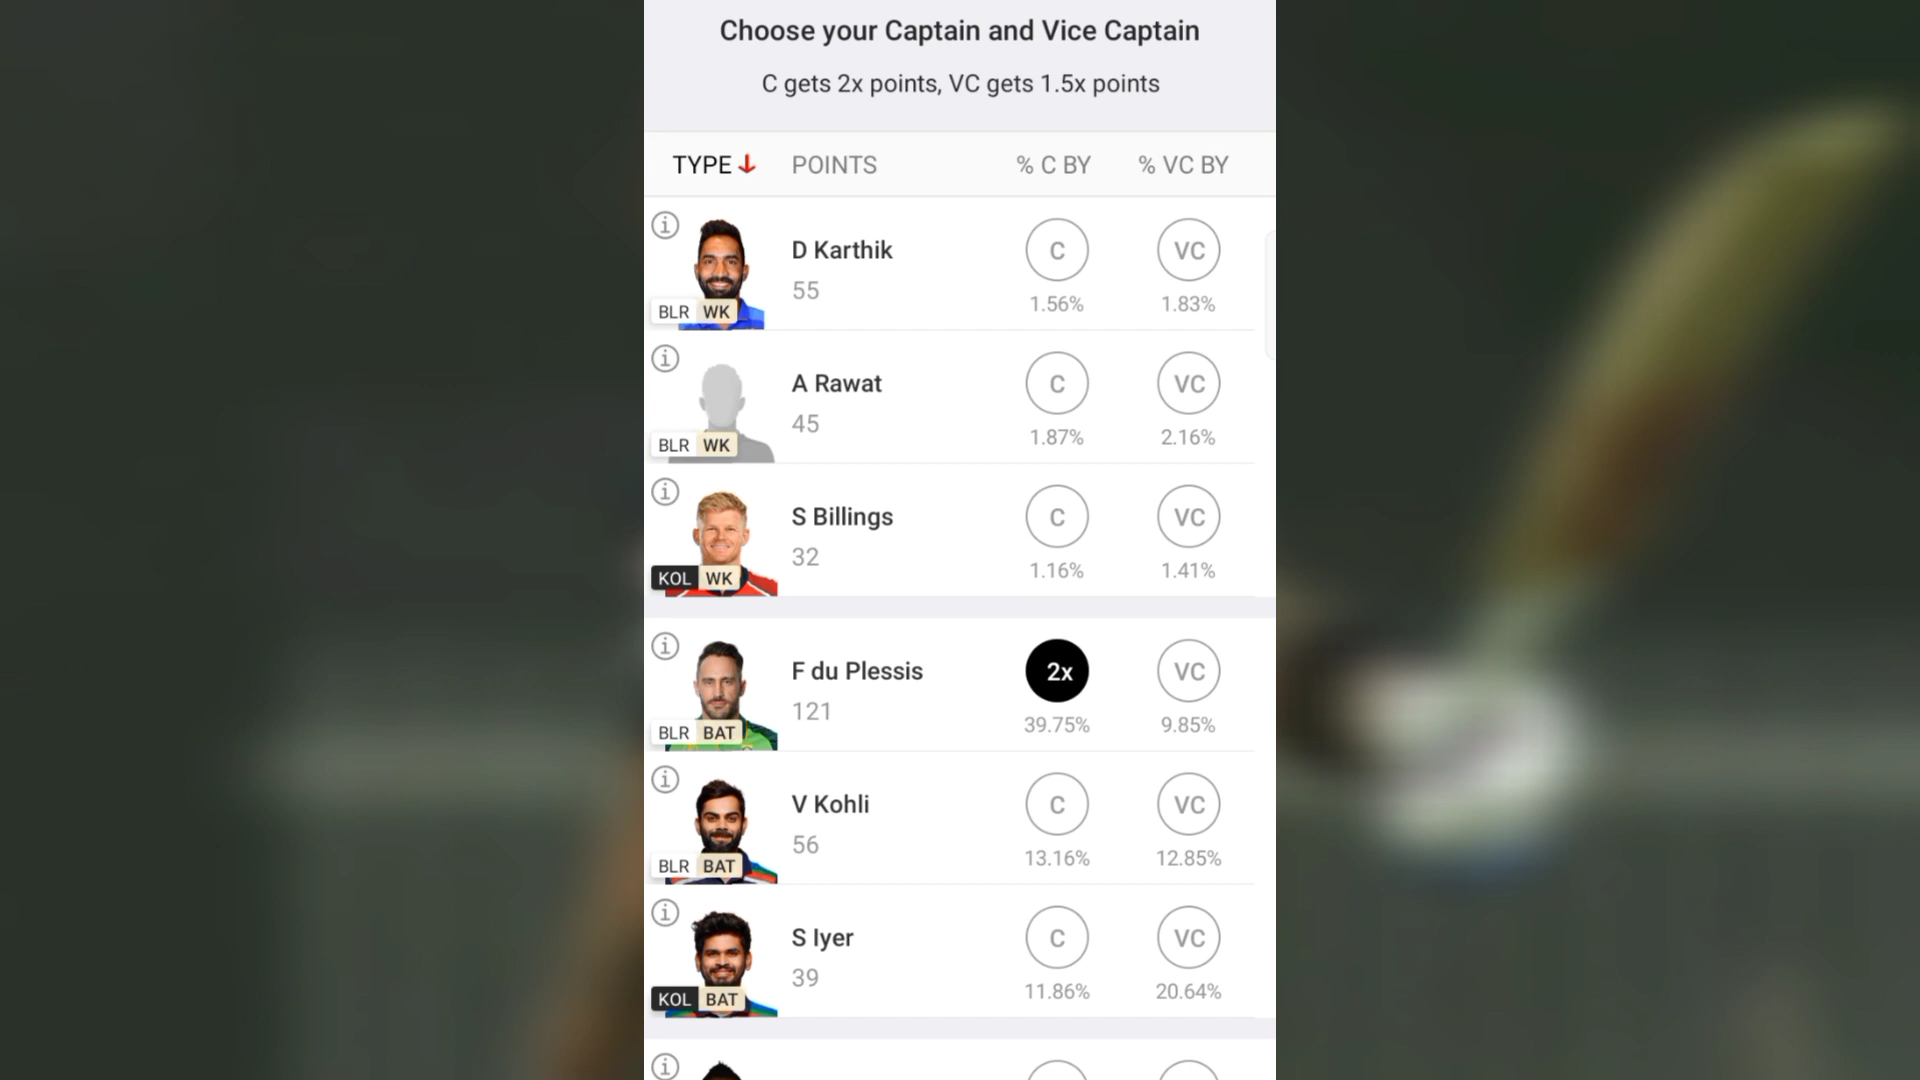 Choose your Captain and Vice Captain
C gets 2x points, VC gets 1.5x points
TYPE POINTS % C BY % VC BY
D Karthik C VC
55 1.56% 1.83%
BLR WK
A Rawat C VC
45 1.87% 2.16%
BLR WK
S Billings C VC
32 1.16% 1.41%
KOL WK
F du Plessis 2x VC
121 39.75% 9.85%
BLR BAT
V Kohli C VC
56 13.16% 12.85%
BLR BAT
S Iyer C VC
39 11.86% 20.64%
KOL BAT